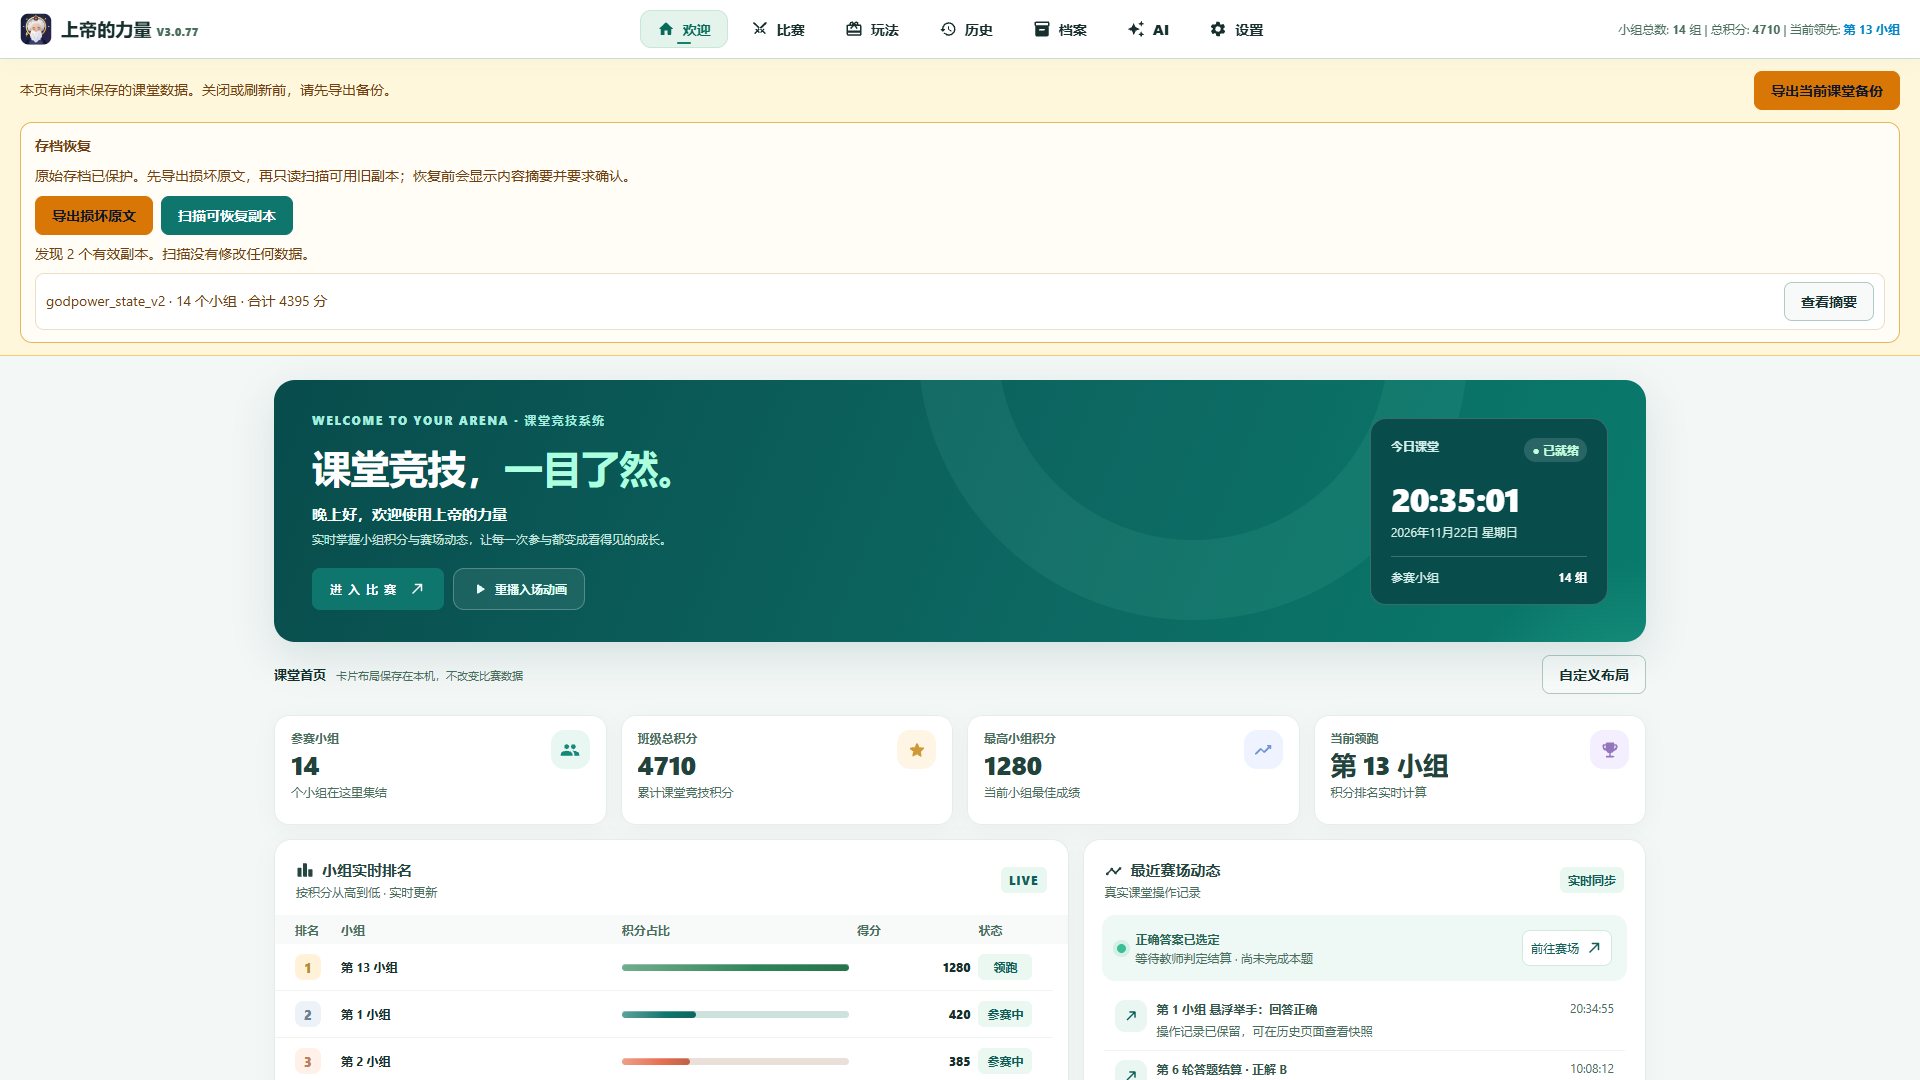 上帝的力量 V3.0.77
欢迎
比赛
玩法
历史
档案
AI
设置
小组总数: 14 组 | 总积分: 4710 | 当前领先: 第 13 小组
本页有尚未保存的课堂数据。关闭或刷新前，请先导出备份。
导出当前课堂备份
存档恢复
原始存档已保护。先导出损坏原文，再只读扫描可用旧副本；恢复前会显示内容摘要并要求确认。
导出损坏原文
扫描可恢复副本
发现 2 个有效副本。扫描没有修改任何数据。
godpower_state_v2 · 14 个小组 · 合计 4395 分
查看摘要
WELCOME TO YOUR ARENA · 课堂竞技系统
课堂竞技，一目了然。
晚上好，欢迎使用上帝的力量
实时掌握小组积分与赛场动态，让每一次参与都变成看得见的成长。
进 入 比 赛
重播入场动画
今日课堂
已就绪
20:35:01
2026年11月22日 星期日
参赛小组
14 组
课堂首页 卡片布局保存在本机，不改变比赛数据
自定义布局
参赛小组
14
个小组在这里集结
班级总积分
4710
累计课堂竞技积分
最高小组积分
1280
当前小组最佳成绩
当前领跑
第 13 小组
积分排名实时计算
小组实时排名
按积分从高到低 · 实时更新
LIVE
排名 小组 积分占比 得分 状态
1 第 13 小组 1280 领跑
2 第 1 小组 420 参赛中
3 第 2 小组 385 参赛中
最近赛场动态
真实课堂操作记录
实时同步
正确答案已选定
等待教师判定结算 · 尚未完成本题
前往赛场
第 1 小组 悬浮举手：回答正确
20:34:55
操作记录已保留，可在历史页面查看快照
第 6 轮答题结算 · 正解 B
10:08:12